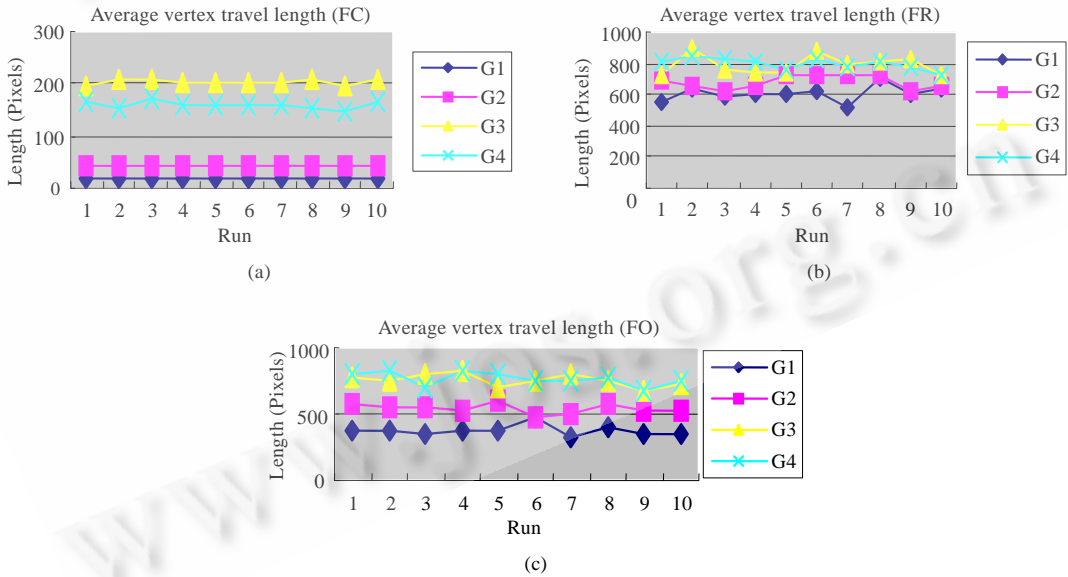 Average vertex travel length (FC)
Length (Pixels)
300
200
100
0
1 2 3 4 5 6 7 8 9 10
Run
G1
G2
G3
G4
(a)
Average vertex travel length (FR)
Length (Pixels)
1000
800
600
400
200
0
1 2 3 4 5 6 7 8 9 10
Run
G1
G2
G3
G4
(b)
Average vertex travel length (FO)
Length (Pixels)
1000
500
0
1 2 3 4 5 6 7 8 9 10
Run
G1
G2
G3
G4
(c)
www.jos.org.cn